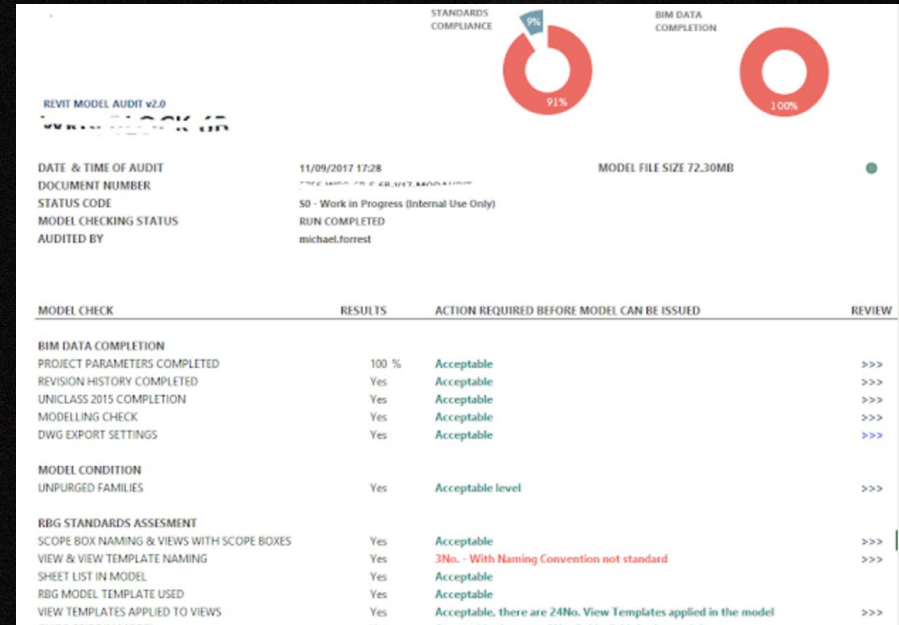 STANDARDS
COMPLIANCE
9%
91%
BIM DATA
COMPLETION
100%
REVIT MODEL AUDIT v2.0
DATE & TIME OF AUDIT 11/09/2017 17:28 MODEL FILE SIZE 72.30MB
DOCUMENT NUMBER
STATUS CODE S0 - Work in Progress (Internal Use Only)
MODEL CHECKING STATUS RUN COMPLETED
AUDITED BY michael.forrest
MODEL CHECK RESULTS ACTION REQUIRED BEFORE MODEL CAN BE ISSUED REVIEW
BIM DATA COMPLETION
PROJECT PARAMETERS COMPLETED 100 % Acceptable >>>
REVISION HISTORY COMPLETED Yes Acceptable >>>
UNICLASS 2015 COMPLETION Yes Acceptable >>>
MODELLING CHECK Yes Acceptable >>>
DWG EXPORT SETTINGS Yes Acceptable >>>
MODEL CONDITION
UNPURGED FAMILIES Yes Acceptable level >>>
RBG STANDARDS ASSESMENT
SCOPE BOX NAMING & VIEWS WITH SCOPE BOXES Yes Acceptable >>>
VIEW & VIEW TEMPLATE NAMING Yes 3No. - With Naming Convention not standard >>>
SHEET LIST IN MODEL Yes Acceptable
RBG MODEL TEMPLATE USED Yes Acceptable
VIEW TEMPLATES APPLIED TO VIEWS Yes Acceptable, there are 24No. View Templates applied in the model >>>